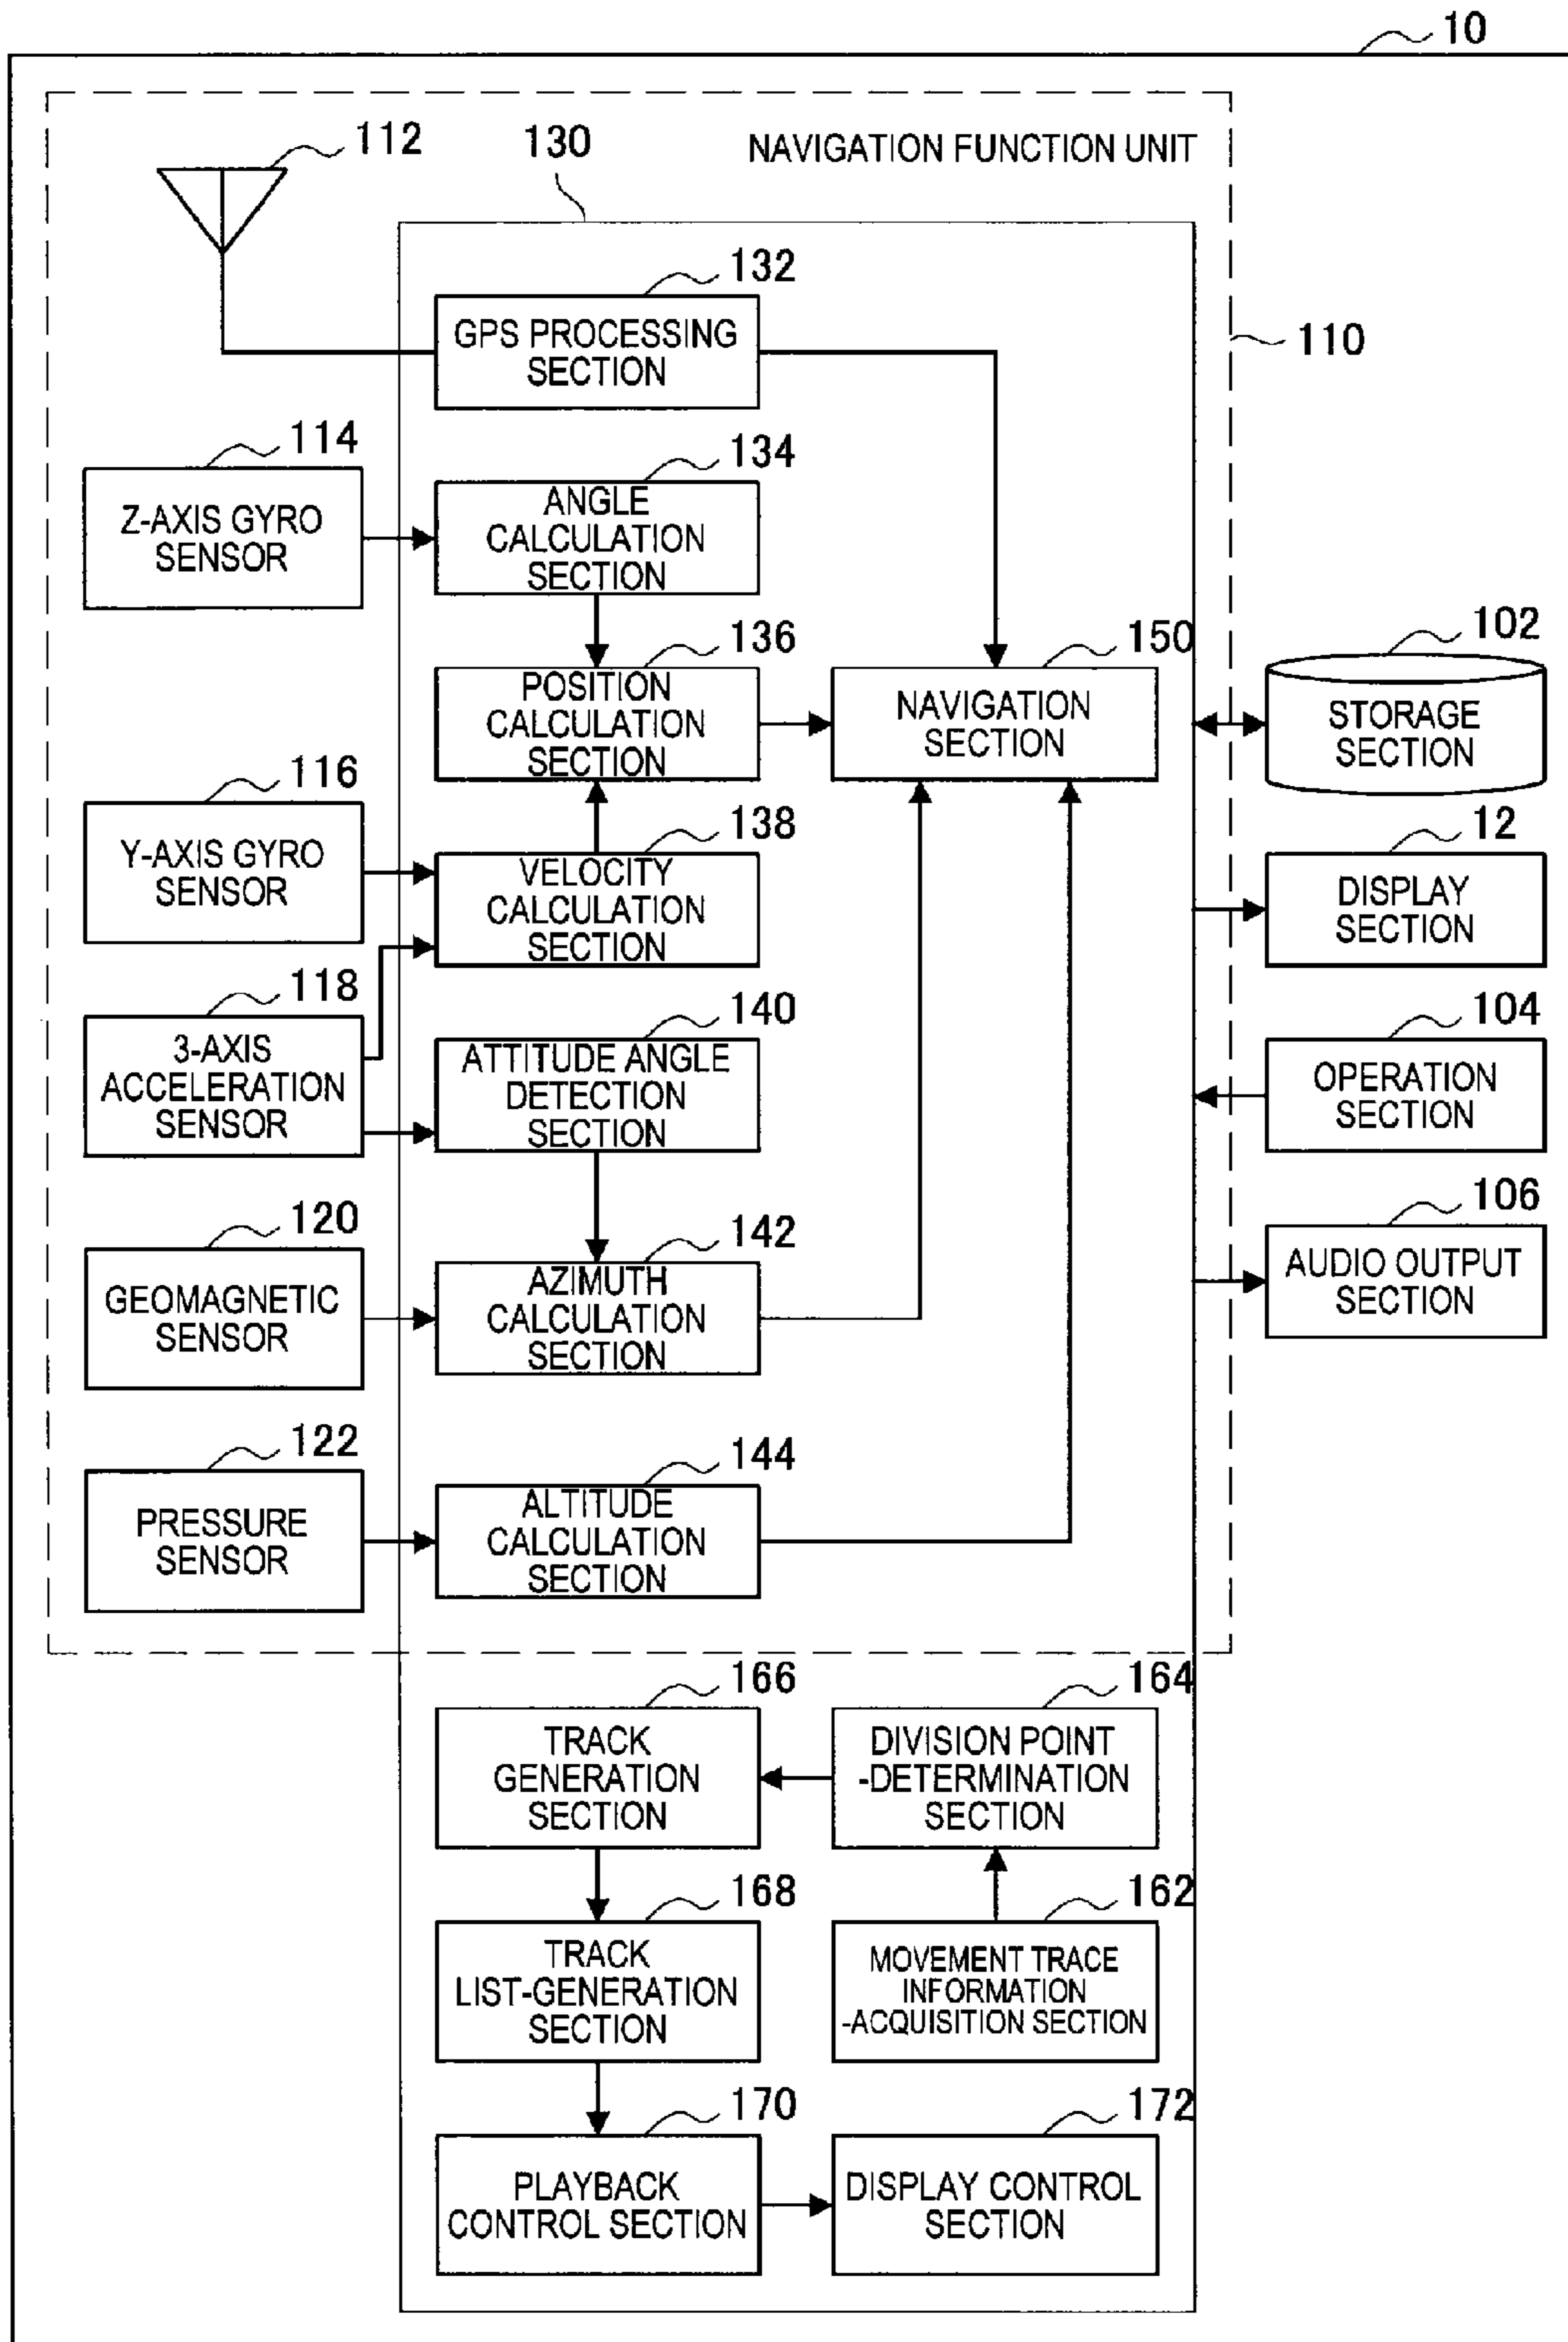 10
112
130
NAVIGATION FUNCTION UNIT
132
GPS PROCESSING
SECTION
110
114
Z-AXIS GYRO
SENSOR
134
ANGLE
CALCULATION
SECTION
136
POSITION
CALCULATION
SECTION
150
NAVIGATION
SECTION
102
STORAGE
SECTION
116
Y-AXIS GYRO
SENSOR
138
VELOCITY
CALCULATION
SECTION
12
DISPLAY
SECTION
118
3-AXIS
ACCELERATION
SENSOR
140
ATTITUDE ANGLE
DETECTION
SECTION
104
OPERATION
SECTION
120
GEOMAGNETIC
SENSOR
142
AZIMUTH
CALCULATION
SECTION
106
AUDIO OUTPUT
SECTION
122
PRESSURE
SENSOR
144
ALTITUDE
CALCULATION
SECTION
166
TRACK
GENERATION
SECTION
164
DIVISION POINT
-DETERMINATION
SECTION
168
TRACK
LIST-GENERATION
SECTION
162
MOVEMENT TRACE
INFORMATION
-ACQUISITION SECTION
170
PLAYBACK
CONTROL SECTION
172
DISPLAY CONTROL
SECTION